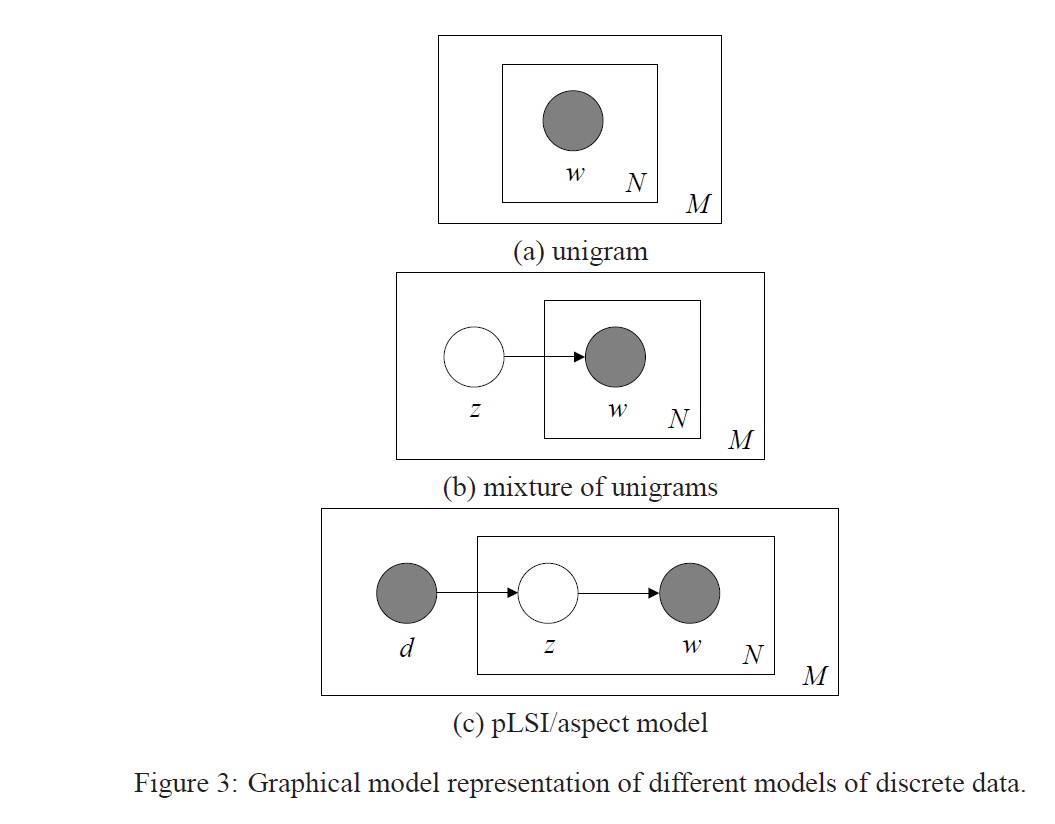 w
N
M
(a) unigram
z
w
N
M
(b) mixture of unigrams
d
z
w
N
M
(c) pLSI/aspect model
Figure 3: Graphical model representation of different models of discrete data.